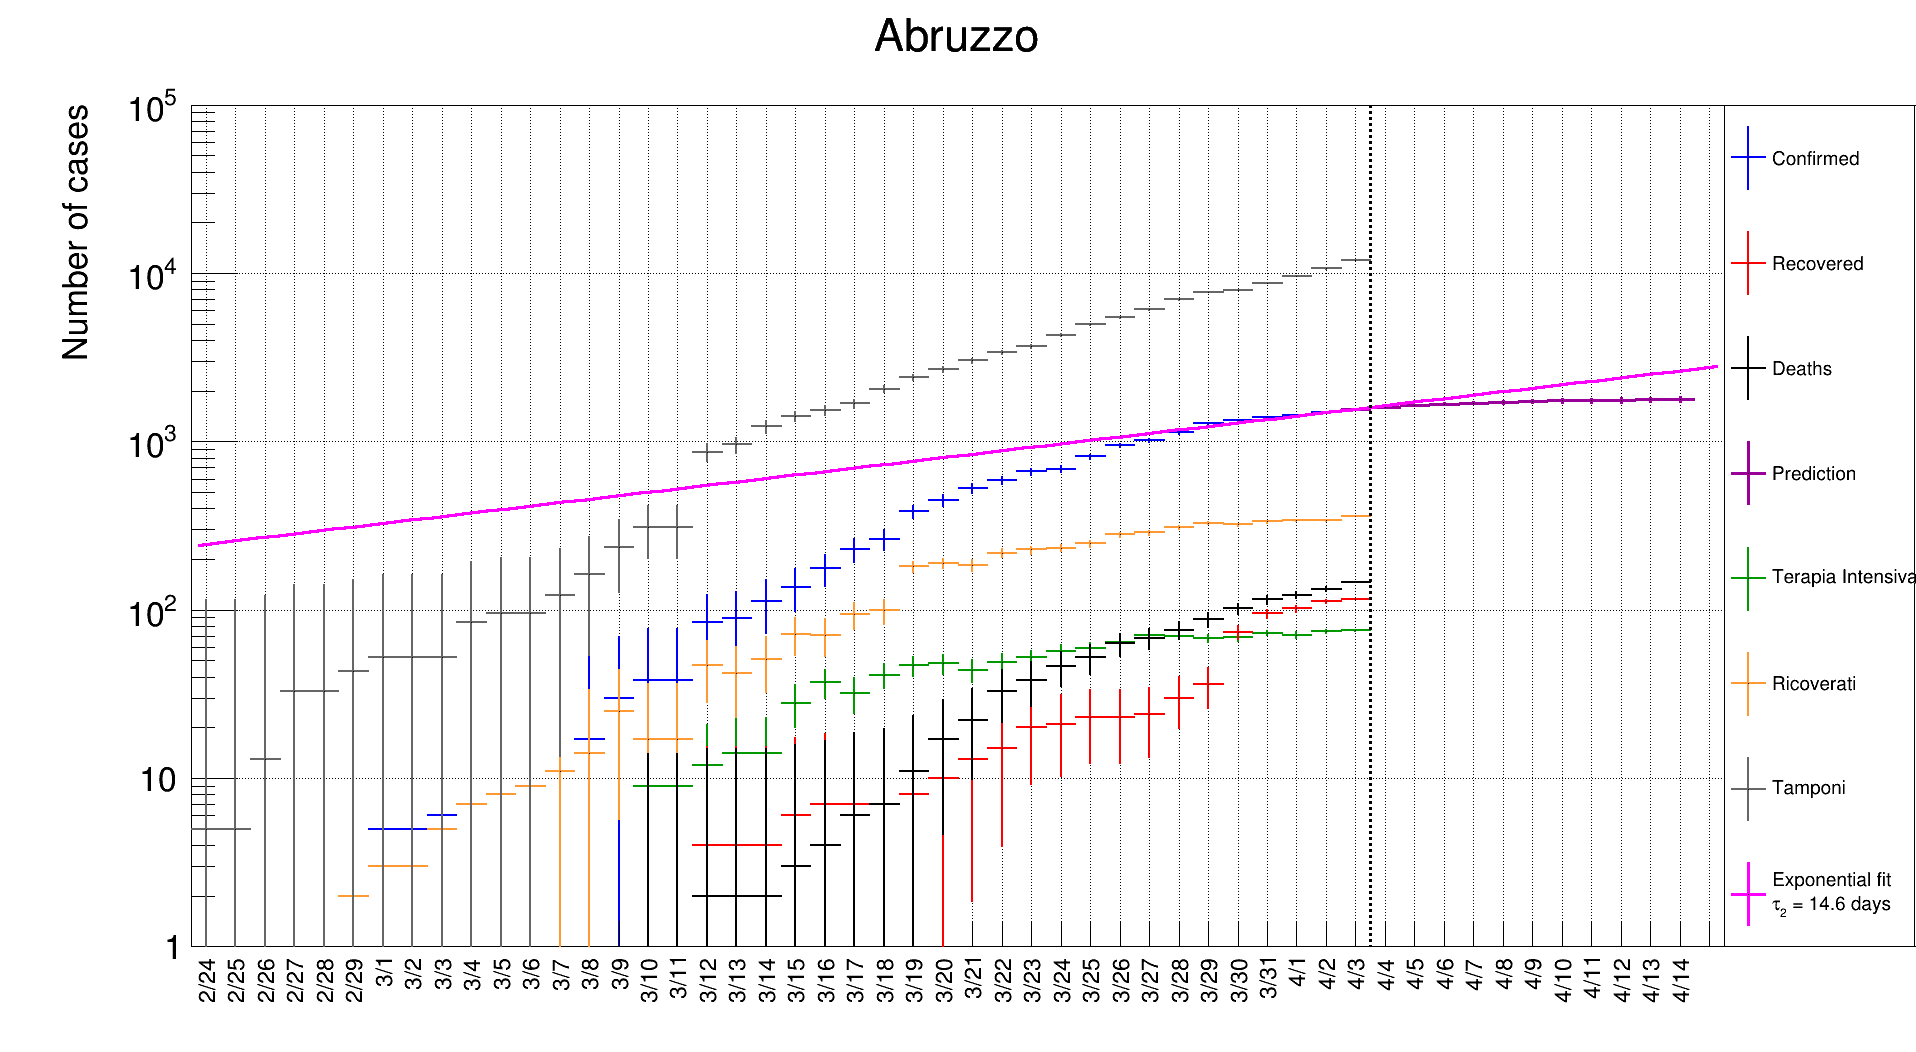 Abruzzo
Number of cases
10^5
10^4
10^3
10^2
10
1
2/24 2/25 2/26 2/27 2/28 2/29 3/1 3/2 3/3 3/4 3/5 3/6 3/7 3/8 3/9 3/10 3/11 3/12 3/13 3/14 3/15 3/16 3/17 3/18 3/19 3/20 3/21 3/22 3/23 3/24 3/25 3/26 3/27 3/28 3/29 3/30 3/31 4/1 4/2 4/3 4/4 4/5 4/6 4/7 4/8 4/9 4/10 4/11 4/12 4/13 4/14
Confirmed
Recovered
Deaths
Prediction
Terapia Intensiva
Ricoverati
Tamponi
Exponential fit
τ₂ = 14.6 days